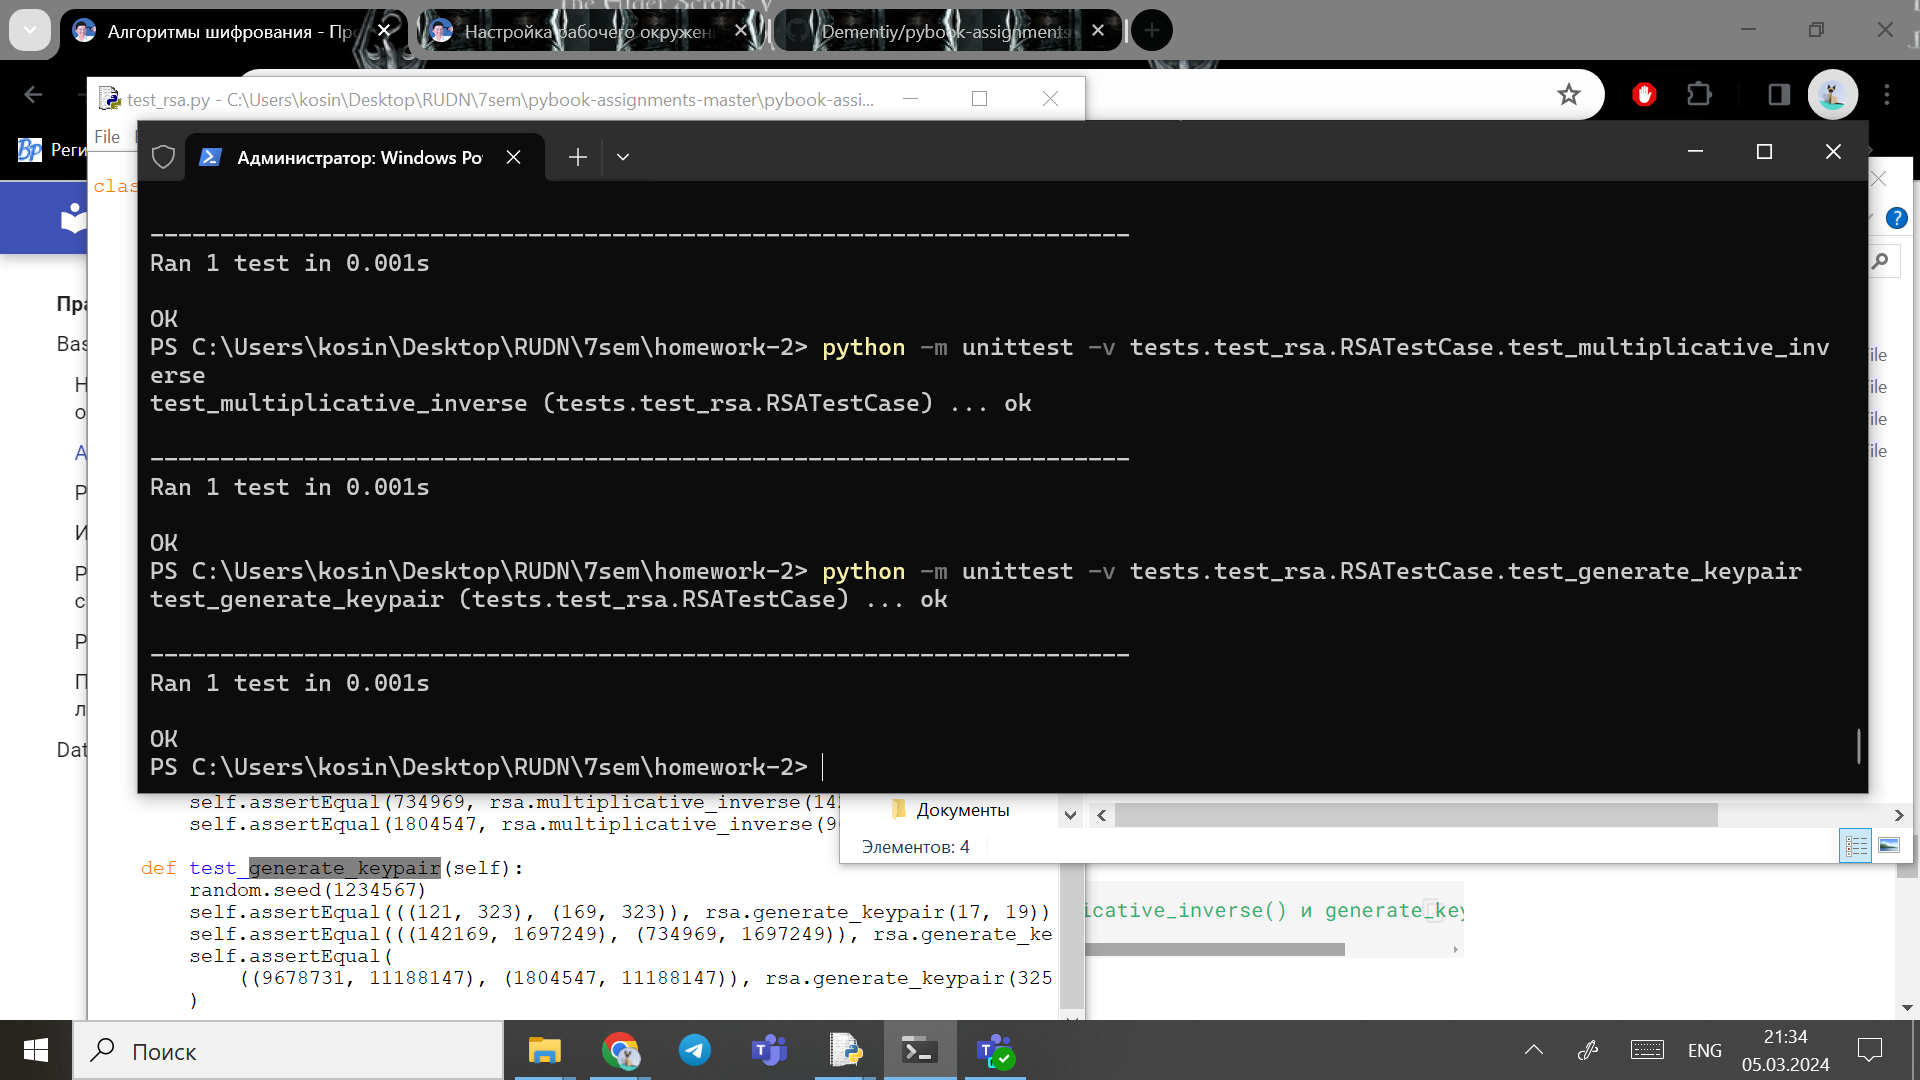 The Elder Scrolls V
Алгоритмы шифрования - Пр
Настройка рабочего окружен
Dementiy/pybook-assignments
test_rsa.py - C:\Users\kosin\Desktop\RUDN\7sem\pybook-assignments-master\pybook-assi...
File
Реги
clas
Администратор: Windows Po
--------------------------------------------------------------------
Ran 1 test in 0.001s
OK
PS C:\Users\kosin\Desktop\RUDN\7sem\homework-2> python -m unittest -v tests.test_rsa.RSATestCase.test_multiplicative_inv
erse
test_multiplicative_inverse (tests.test_rsa.RSATestCase) ... ok
----------------------------------------------------------------------
Ran 1 test in 0.001s
OK
PS C:\Users\kosin\Desktop\RUDN\7sem\homework-2> python -m unittest -v tests.test_rsa.RSATestCase.test_generate_keypair
test_generate_keypair (tests.test_rsa.RSATestCase) ... ok
----------------------------------------------------------------------
Ran 1 test in 0.001s
OK
PS C:\Users\kosin\Desktop\RUDN\7sem\homework-2>
Пра
Bas
Н
о
А
Р
И
Р
с
Р
П
л
Dat
ile
ile
ile
ile
self.assertEqual(734969, rsa.multiplicative_inverse(14
self.assertEqual(1804547, rsa.multiplicative_inverse(9
def test_generate_keypair(self):
random.seed(1234567)
self.assertEqual(((121, 323), (169, 323)), rsa.generate_keypair(17, 19))
self.assertEqual(((142169, 1697249), (734969, 1697249)), rsa.generate_ke
self.assertEqual(
((9678731, 11188147), (1804547, 11188147)), rsa.generate_keypair(325
)
Документы
Элементов: 4
icative_inverse() и generate_key
Поиск
ENG
21:34
05.03.2024